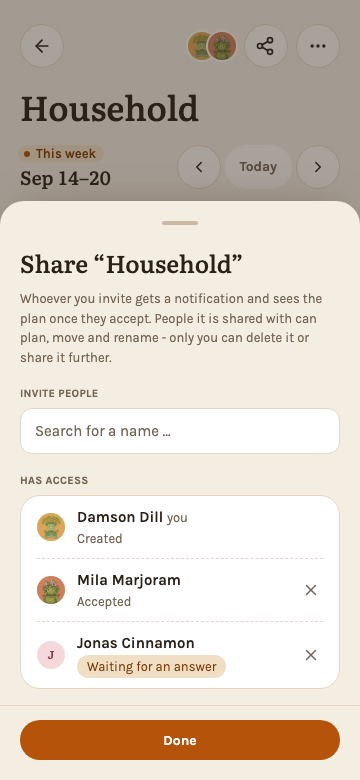 Household
This week
Sep 14–20
Today
Share “Household”
Whoever you invite gets a notification and sees the
plan once they accept. People it is shared with can
plan, move and rename - only you can delete it or
share it further.
INVITE PEOPLE
Search for a name ...
HAS ACCESS
Damson Dill you
Created
Mila Marjoram
Accepted
J
Jonas Cinnamon
Waiting for an answer
Done